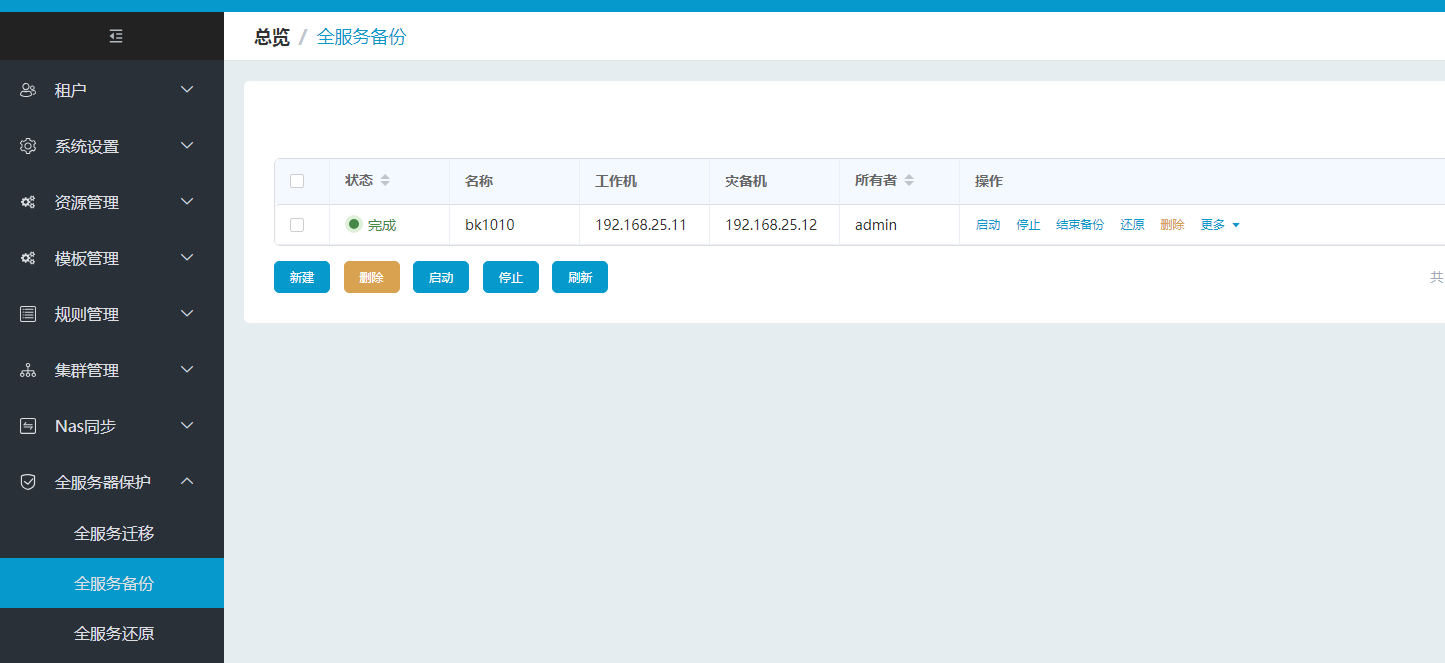 总览 / 全服务备份
租户
系统设置
资源管理
模板管理
规则管理
集群管理
Nas同步
全服务器保护
全服务迁移
全服务备份
全服务还原
状态 名称 工作机 灾备机 所有者 操作
完成 bk1010 192.168.25.11 192.168.25.12 admin 启动 停止 结束备份 还原 删除 更多
新建 删除 启动 停止 刷新
共